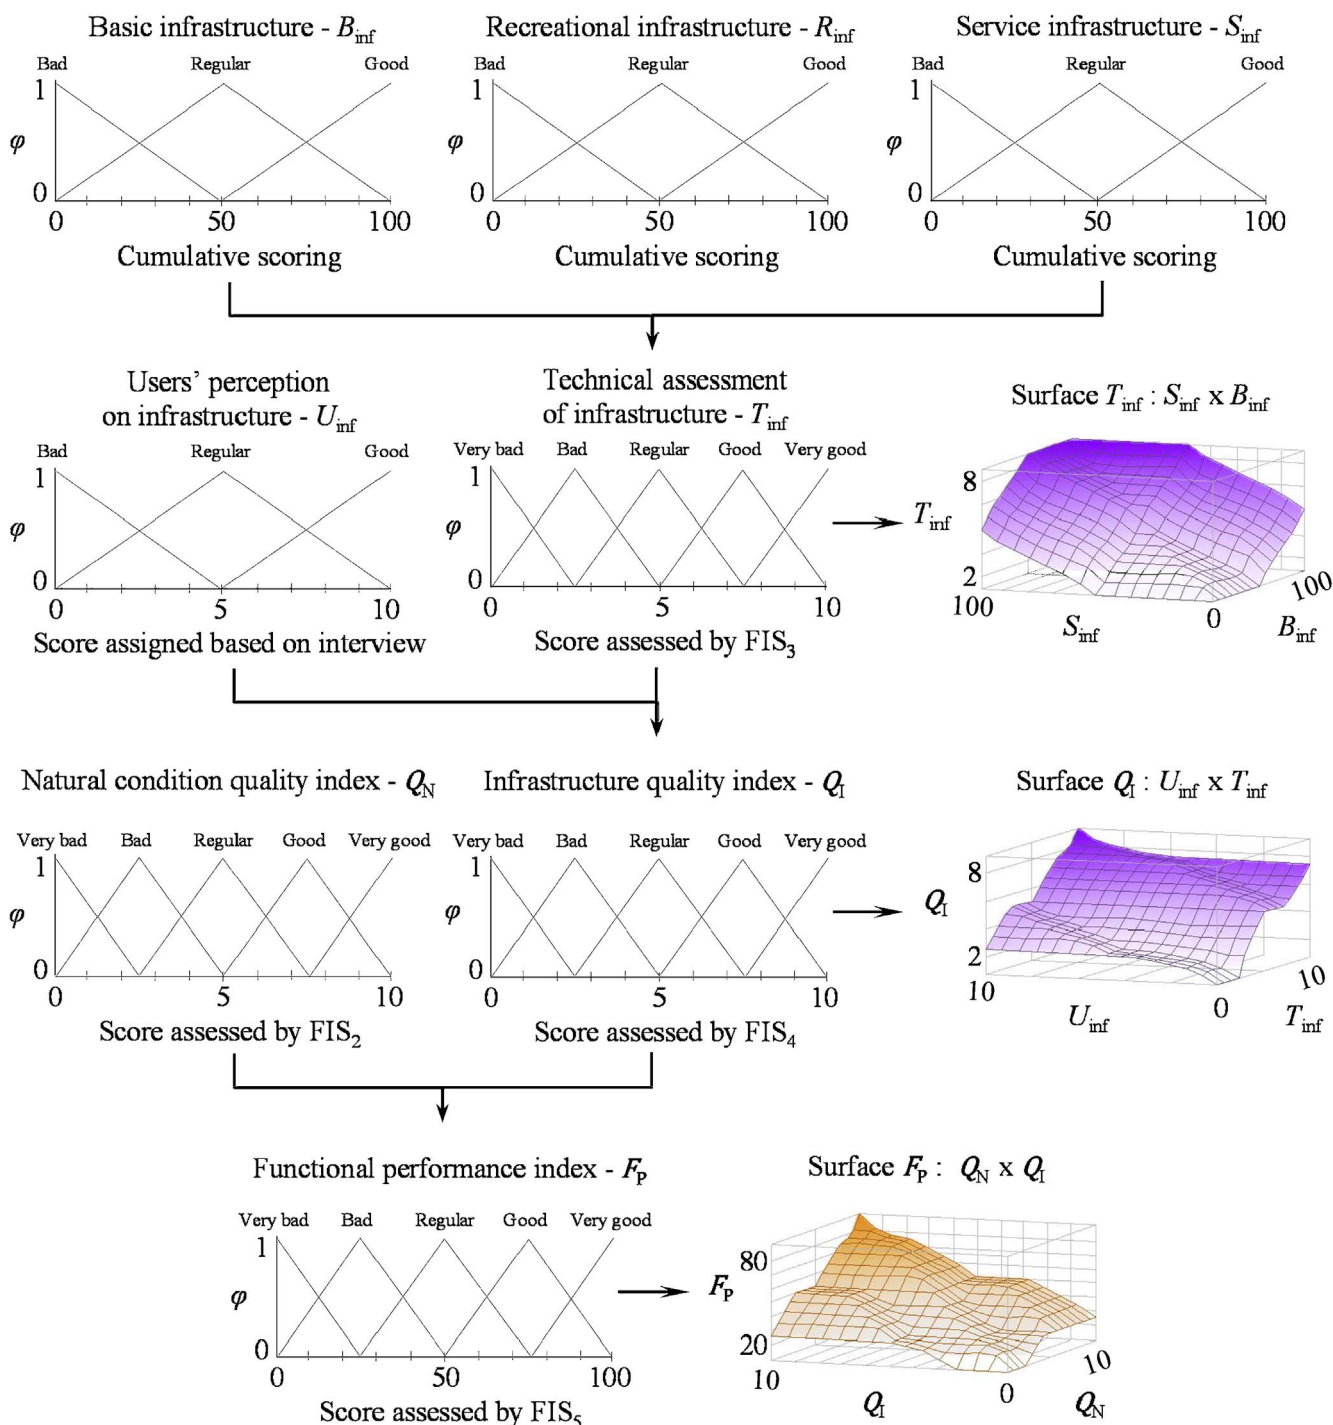 Basic infrastructure - B_inf
Recreational infrastructure - R_inf
Service infrastructure - S_inf
Bad Regular Good
Bad Regular Good
Bad Regular Good
1
φ
0
0 50 100
Cumulative scoring
1
φ
0
0 50 100
Cumulative scoring
1
φ
0
0 50 100
Cumulative scoring
Users' perception
on infrastructure - U_inf
Bad Regular Good
1
φ
0
0 5 10
Score assigned based on interview
Technical assessment
of infrastructure - T_inf
Very bad Bad Regular Good Very good
1
φ
0
0 5 10
Score assessed by FIS_3
Surface T_inf : S_inf x B_inf
8
T_inf
2
100
S_inf
0
B_inf
100
Natural condition quality index - Q_N
Very bad Bad Regular Good Very good
1
φ
0
0 5 10
Score assessed by FIS_2
Infrastructure quality index - Q_I
Very bad Bad Regular Good Very good
1
φ
0
0 5 10
Score assessed by FIS_4
Surface Q_I : U_inf x T_inf
8
Q_I
2
10
U_inf
0
T_inf
10
Functional performance index - F_P
Very bad Bad Regular Good Very good
1
φ
0
0 50 100
Score assessed by FIS_5
Surface F_P : Q_N x Q_I
80
F_P
20
10
Q_I
0
Q_N
10